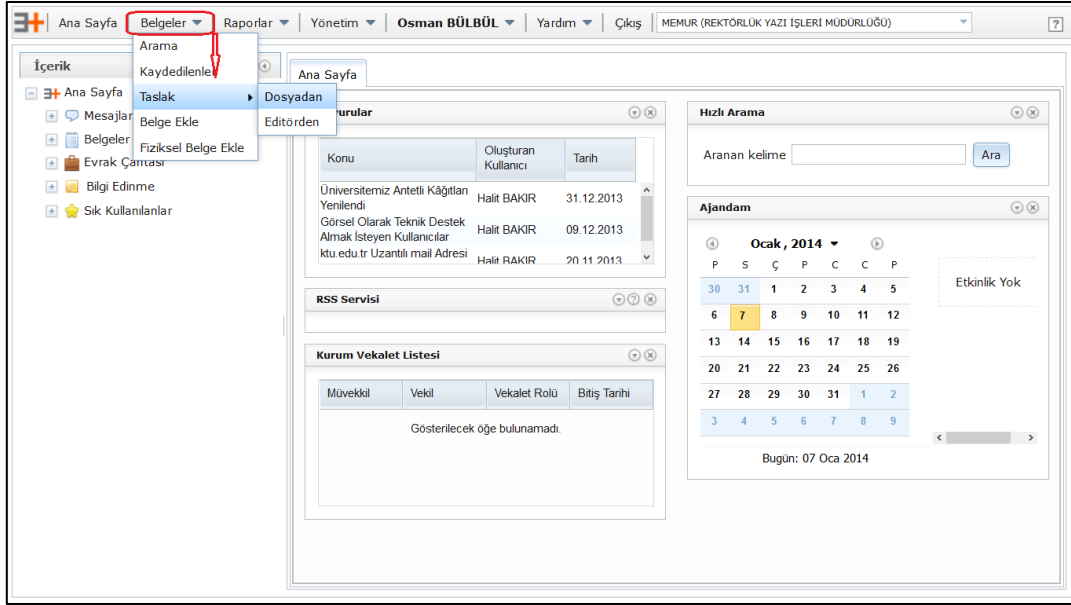 Ana Sayfa Belgeler Raporlar Yönetim Osman BÜLBÜL Yardım Çıkış MEMUR (REKTÖRLÜK YAZI İŞLERİ MÜDÜRLÜĞÜ) ?
Arama
Kaydedilenler
Taslak
Belge Ekle
Fiziksel Belge Ekle
Dosyadan
Editörden
İçerik
Ana Sayfa
Mesajlar
Belgeler
Evrak Çantası
Bilgi Edinme
Sık Kullanılanlar
Ana Sayfa
urular
Konu Oluşturan Kullanıcı Tarih
Üniversitemiz Antetli Kâğıtları Yenilendi Halit BAKIR 31.12.2013
Görsel Olarak Teknik Destek Almak İsteyen Kullanıcılar Halit BAKIR 09.12.2013
ktu.edu.tr Uzantılı mail Adresi Halit BAKIR 20.11.2013
RSS Servisi
Kurum Vekalet Listesi
Müvekkil Vekil Vekalet Rolü Bitiş Tarihi
Gösterilecek öğe bulunamadı.
Hızlı Arama
Aranan kelime Ara
Ajandam
Ocak , 2014
P S Ç P C C P
30 31 1 2 3 4 5
6 7 8 9 10 11 12
13 14 15 16 17 18 19
20 21 22 23 24 25 26
27 28 29 30 31 1 2
3 4 5 6 7 8 9
Bugün: 07 Oca 2014
Etkinlik Yok